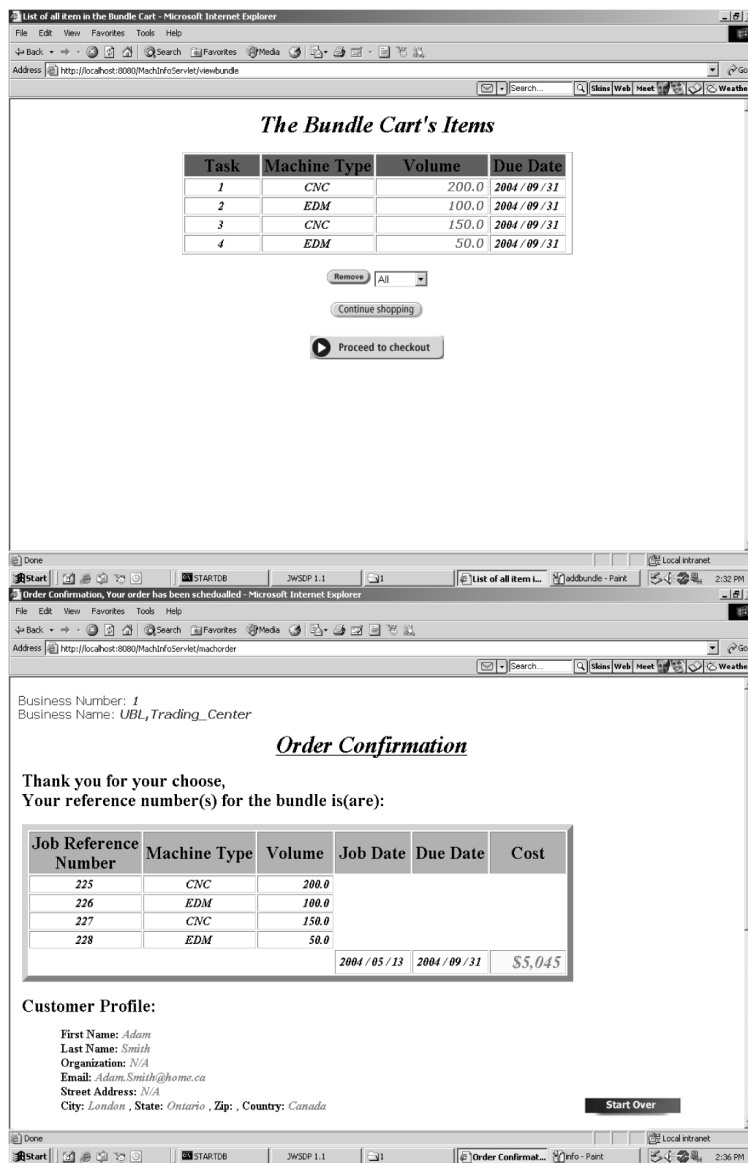 List of all item in the Bundle Cart - Microsoft Internet Explorer
File Edit View Favorites Tools Help
Back Search Favorites Media
Address http://localhost:8080/MachInfoServlet/viewbundle Go
Search... Skins Web Meet Weathe
The Bundle Cart's Items
Task Machine Type Volume Due Date
1 CNC 200.0 2004 / 09 / 31
2 EDM 100.0 2004 / 09 / 31
3 CNC 150.0 2004 / 09 / 31
4 EDM 50.0 2004 / 09 / 31
Remove All
Continue shopping
Proceed to checkout
Done Local intranet
Start STARTDB JWSDP 1.1 1 List of all item i... addbundle - Paint 2:32 PM
Order Confirmation, Your order has been schedualled - Microsoft Internet Explorer
File Edit View Favorites Tools Help
Back Search Favorites Media
Address http://localhost:8080/MachInfoServlet/machorder Go
Search... Skins Web Meet Weathe
Business Number: 1
Business Name: UBL,Trading_Center
Order Confirmation
Thank you for your choose,
Your reference number(s) for the bundle is(are):
Job Reference Number Machine Type Volume Job Date Due Date Cost
225 CNC 200.0
226 EDM 100.0
227 CNC 150.0
228 EDM 50.0
2004 / 05 / 13 2004 / 09 / 31 $5,045
Customer Profile:
First Name: Adam
Last Name: Smith
Organization: N/A
Email: Adam.Smith@home.ca
Street Address: N/A
City: London , State: Ontario , Zip: , Country: Canada
Start Over
Done Local intranet
Start STARTDB JWSDP 1.1 1 Order Confirmat... info - Paint 2:36 PM